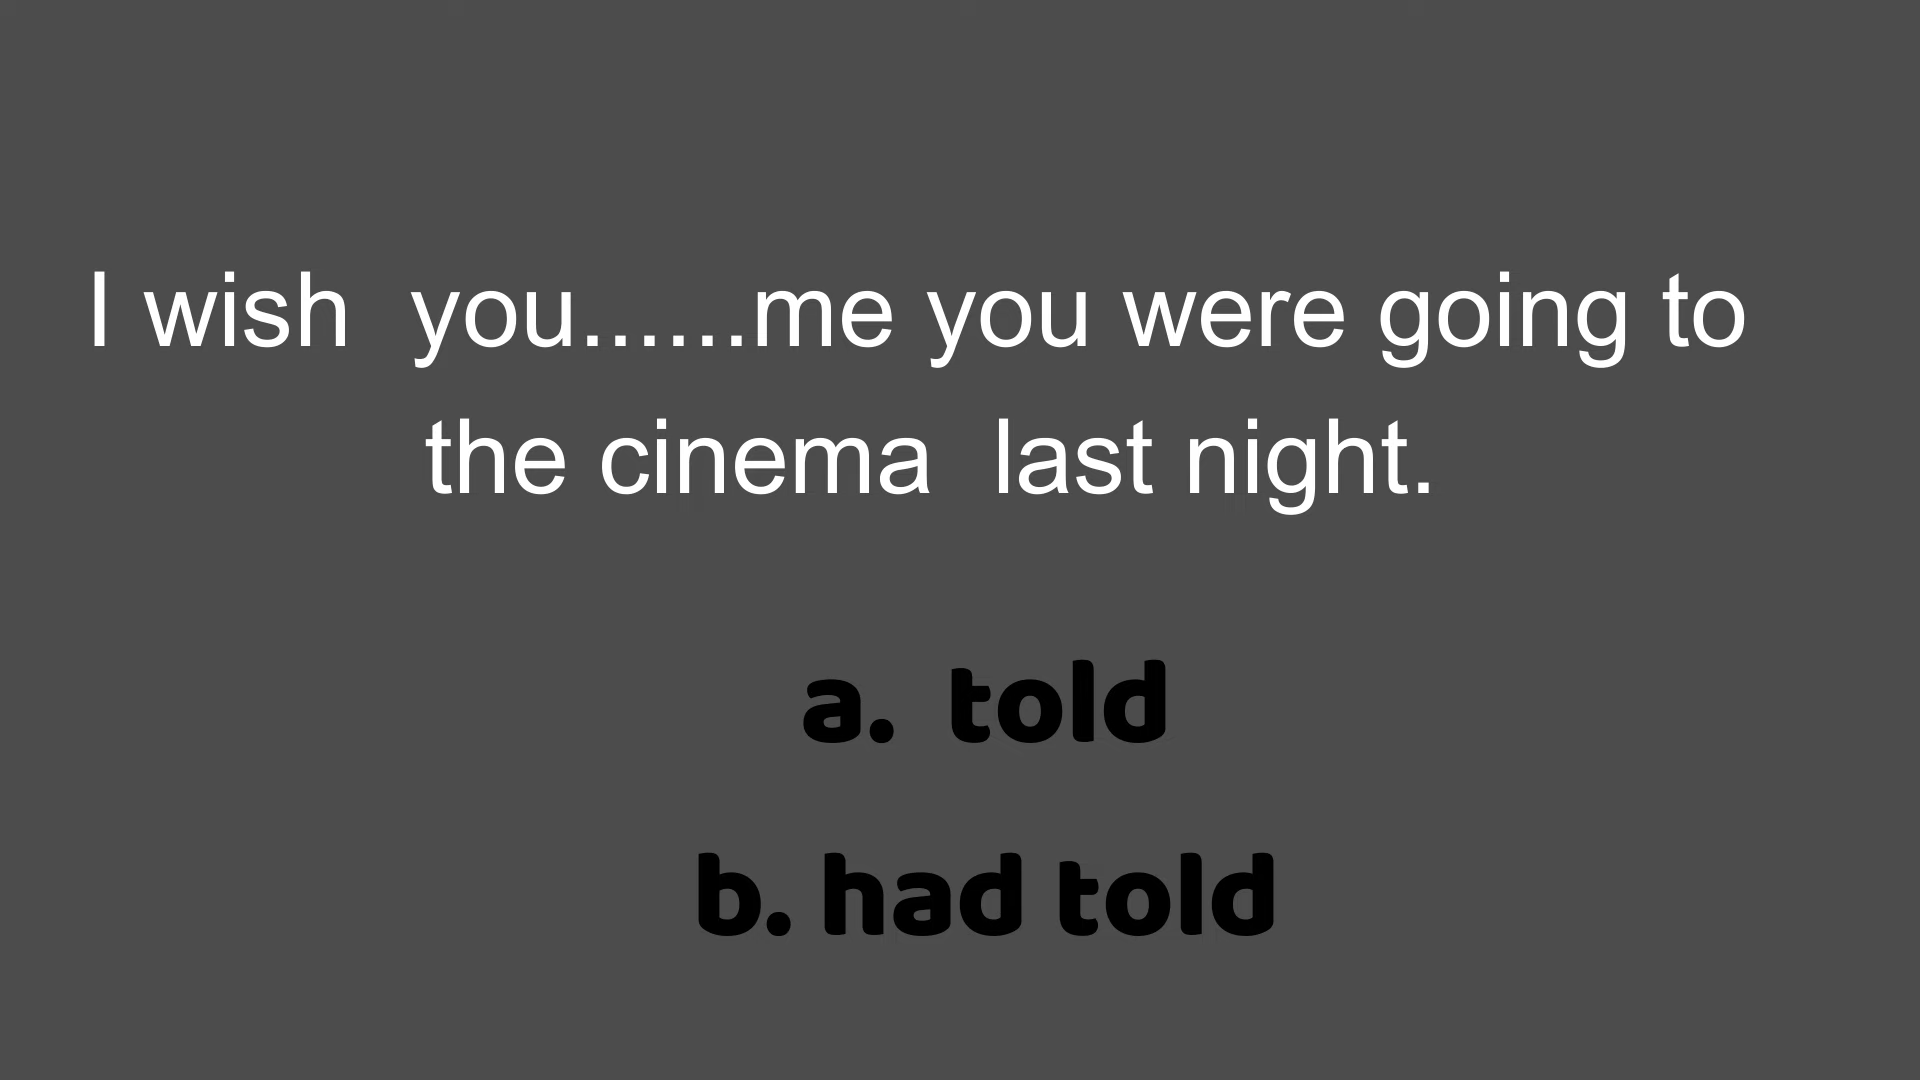 I wish  you......me you were going to
the cinema  last night.
a.  told
b. had told